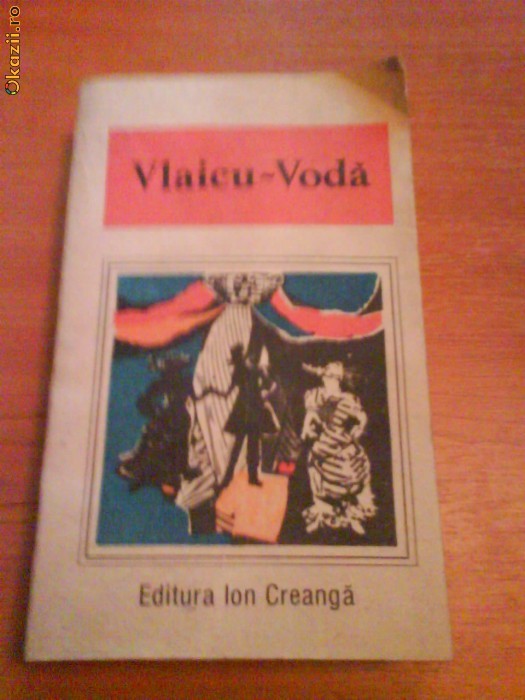 Okazii.ro
Vlaicu-Vodă
Editura Ion Creangă